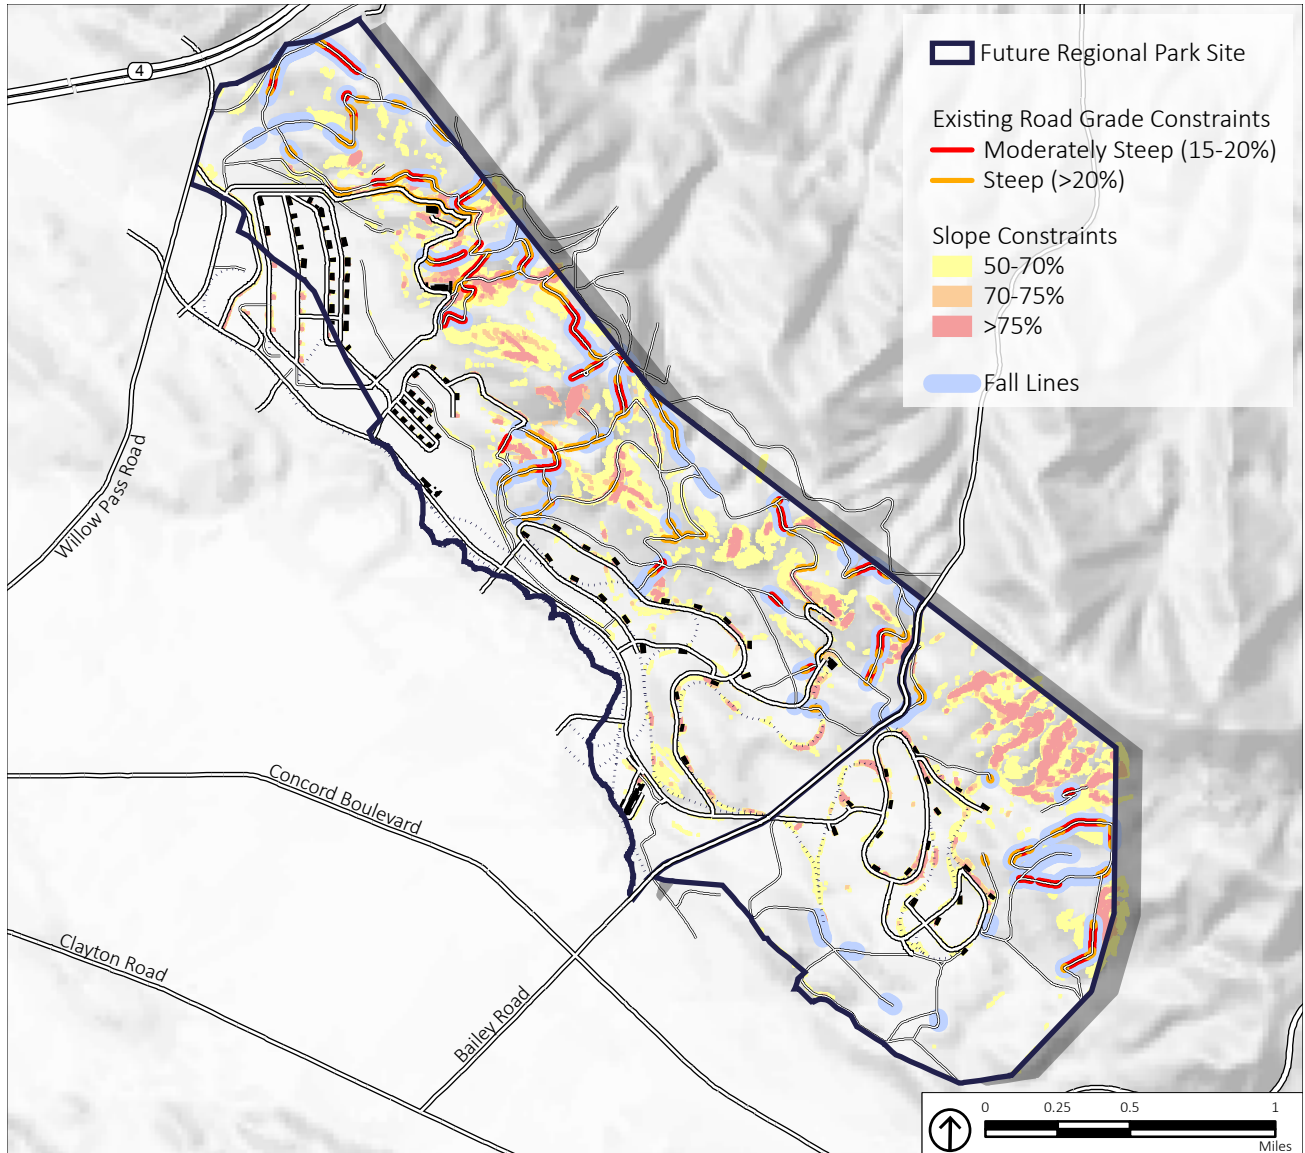 4
Future Regional Park Site
Existing Road Grade Constraints
Moderately Steep (15-20%)
Steep (>20%)
Slope Constraints
50-70%
70-75%
>75%
Fall Lines
Willow Pass Road
Concord Boulevard
Clayton Road
Bailey Road
0 0.25 0.5 1
Miles